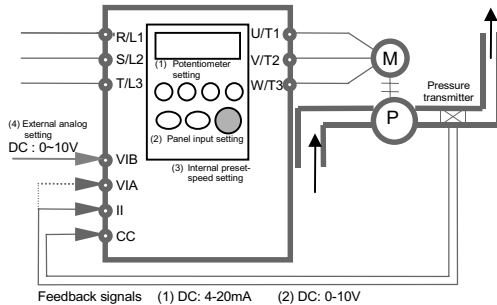 R/L1
U/T1
S/L2
V/T2
T/L3
W/T3
(1) Potentiometer
setting
(2) Panel input setting
(3) Internal preset-
speed setting
M
P
Pressure
transmitter
(4) External analog
setting
DC : 0~10V
VIB
VIA
II
CC
Feedback signals (1) DC: 4-20mA (2) DC: 0-10V